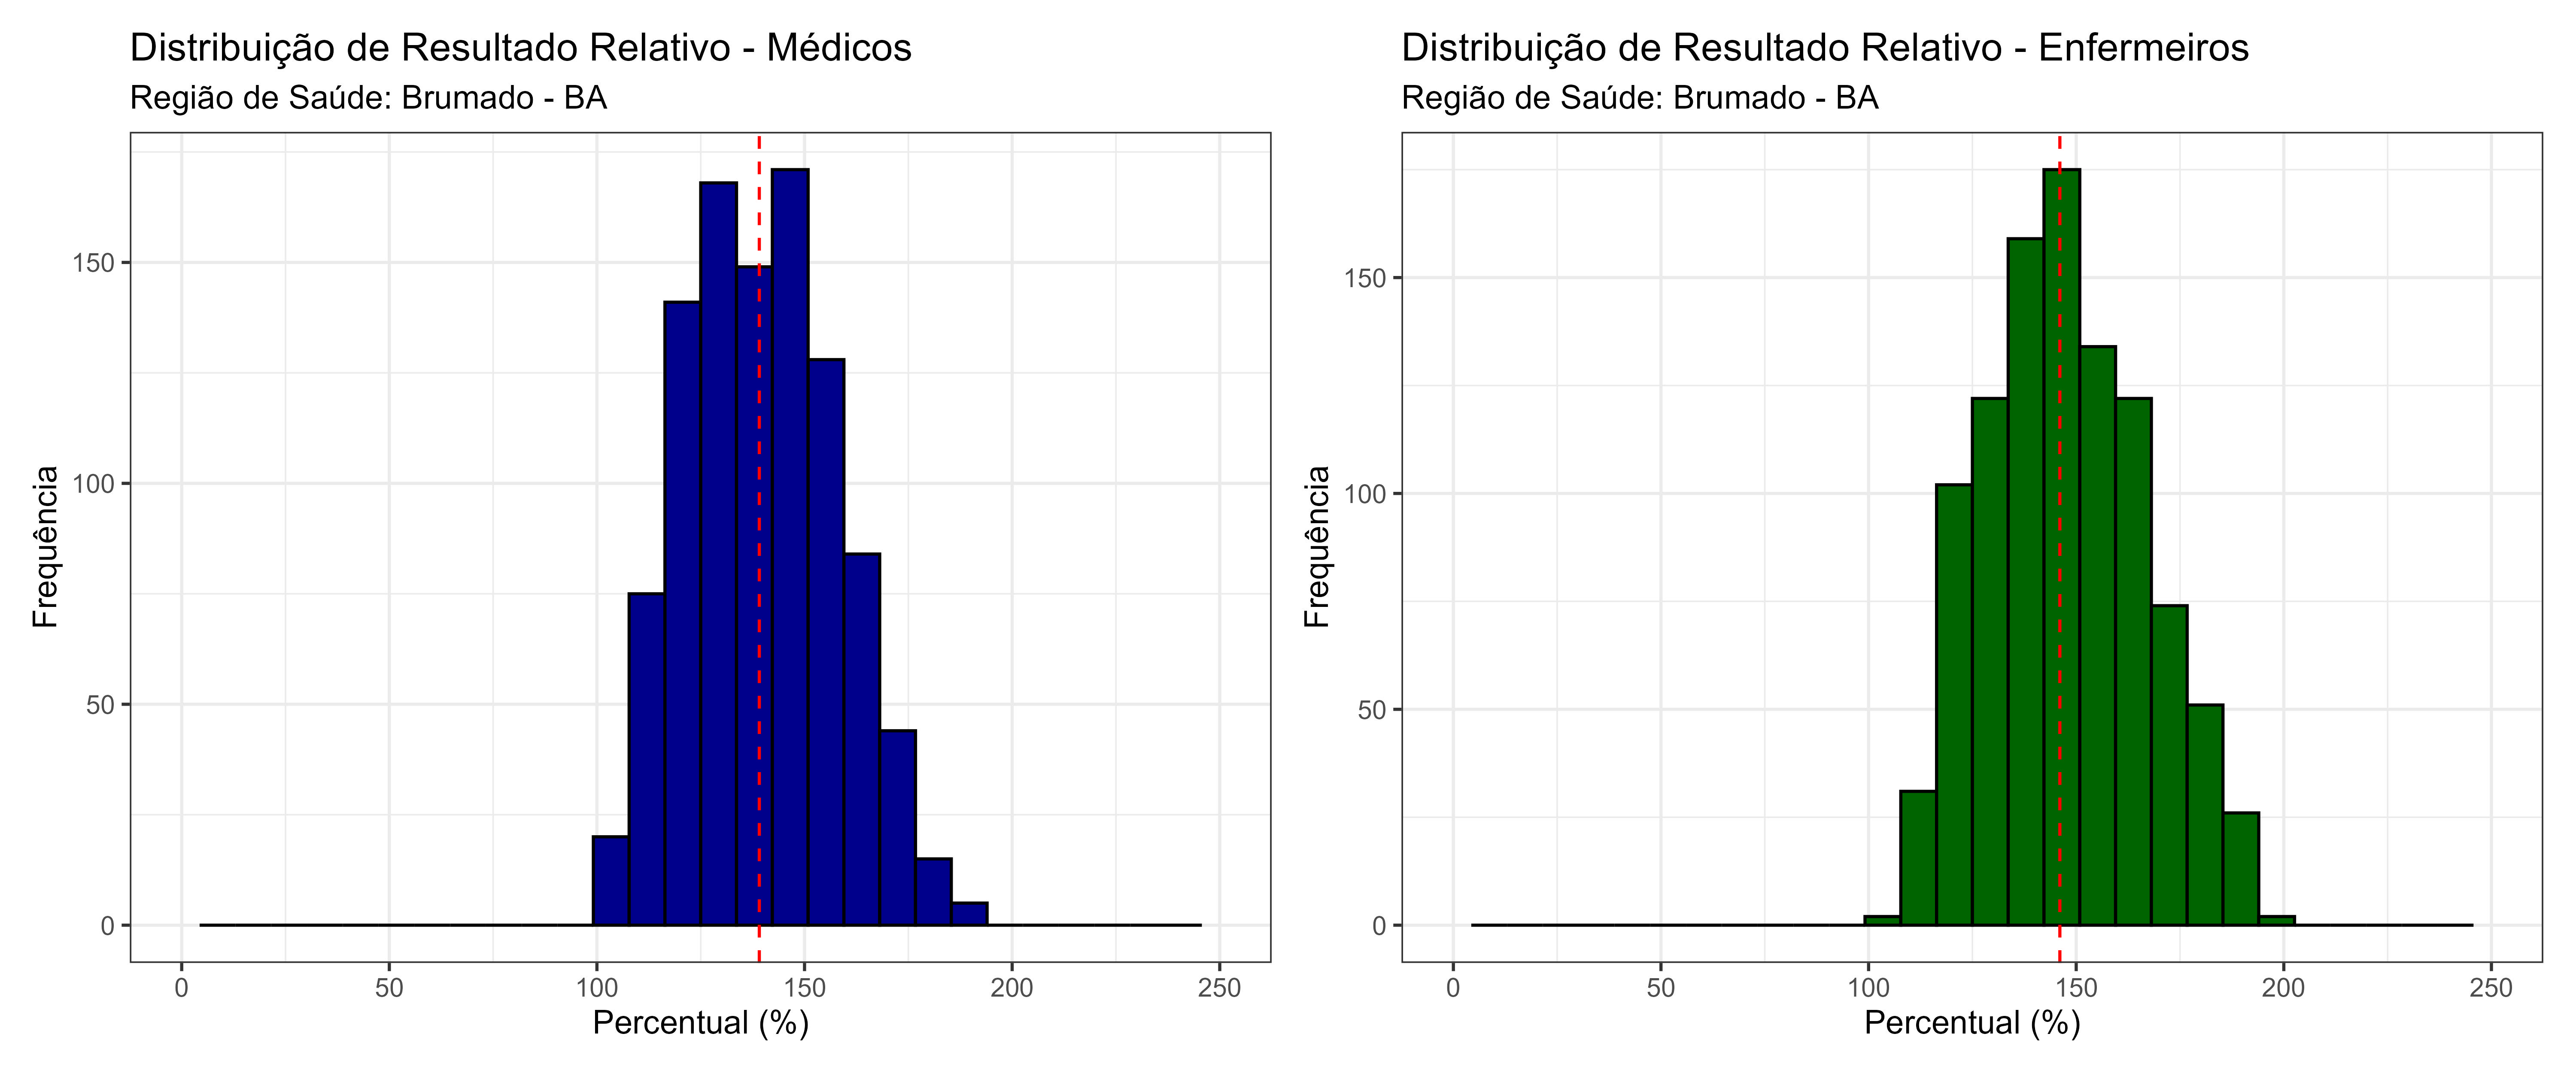 Distribuição de Resultado Relativo - Médicos
Região de Saúde: Brumado - BA
Frequência
150
100
50
0
0 50 100 150 200 250
Percentual (%)
Distribuição de Resultado Relativo - Enfermeiros
Região de Saúde: Brumado - BA
Frequência
150
100
50
0
0 50 100 150 200 250
Percentual (%)